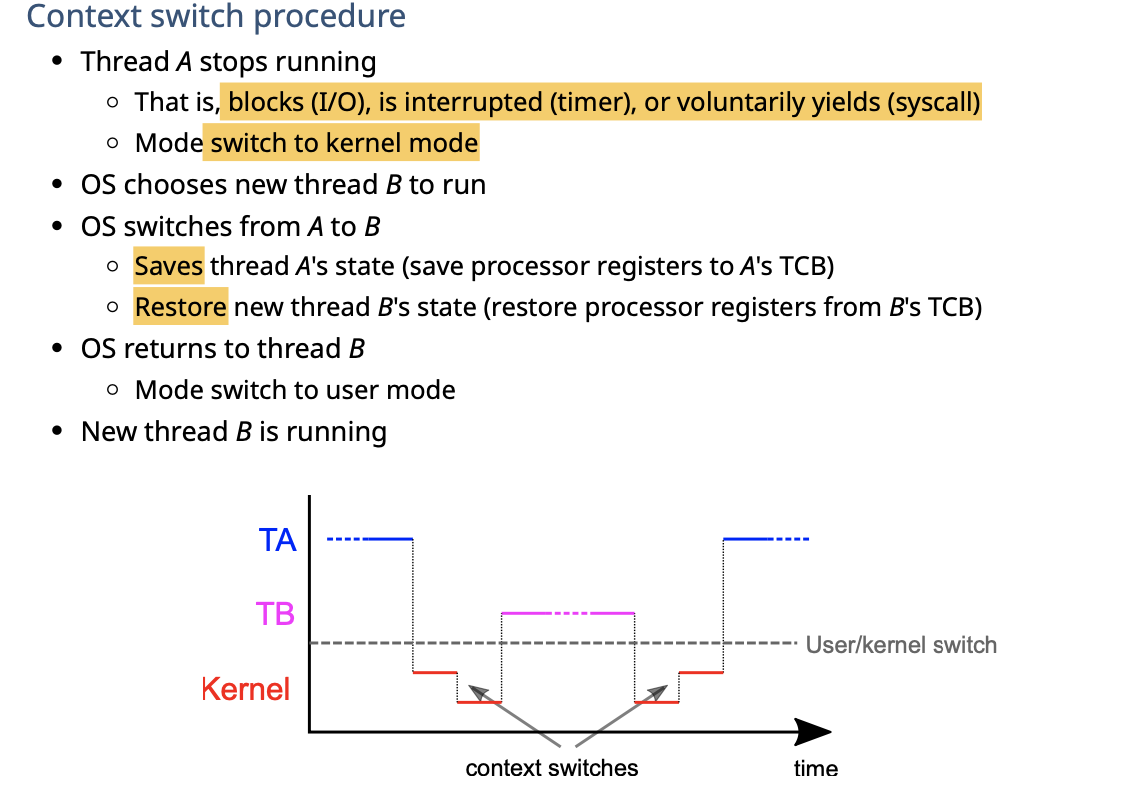 Context switch procedure
• Thread A stops running
○ That is, blocks (I/O), is interrupted (timer), or voluntarily yields (syscall)
○ Mode switch to kernel mode
• OS chooses new thread B to run
• OS switches from A to B
○ Saves thread A's state (save processor registers to A's TCB)
○ Restore new thread B's state (restore processor registers from B's TCB)
• OS returns to thread B
○ Mode switch to user mode
• New thread B is running
TA
TB
User/kernel switch
Kernel
context switches
time